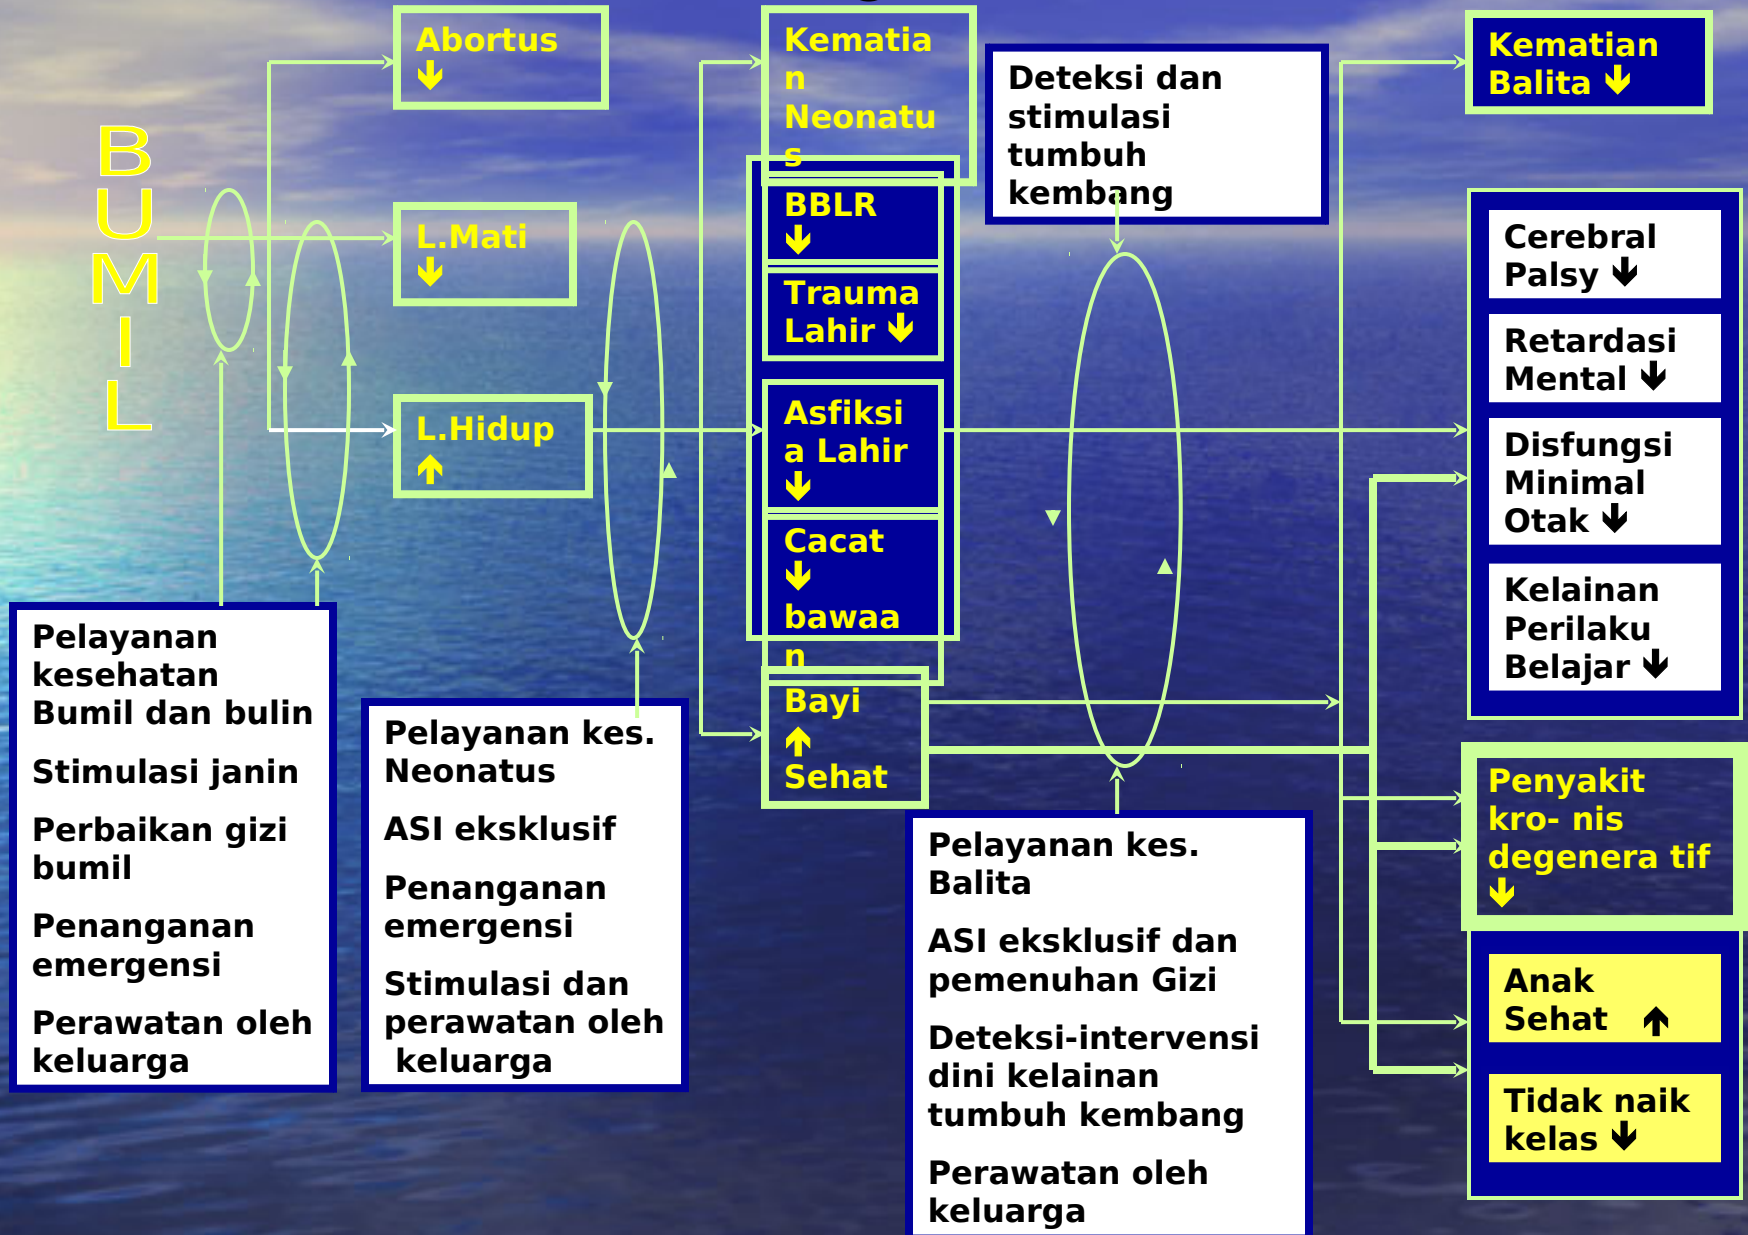 BUMIL
Abortus
↓
L.Mati
↓
L.Hidup
↑
Pelayanan
kesehatan
Bumil dan bulin
Stimulasi janin
Perbaikan gizi
bumil
Penanganan
emergensi
Perawatan oleh
keluarga
Pelayanan kes.
Neonatus
ASI eksklusif
Penanganan
emergensi
Stimulasi dan
perawatan oleh
keluarga
Kematia
n
Neonatu
s
BBLR
↓
Trauma
Lahir ↓
Asfiksi
a Lahir
↓
Cacat
↓
bawaa
n
Bayi
↑
Sehat
Deteksi dan
stimulasi
tumbuh
kembang
Pelayanan kes.
Balita
ASI eksklusif dan
pemenuhan Gizi
Deteksi-intervensi
dini kelainan
tumbuh kembang
Perawatan oleh
keluarga
Kematian
Balita ↓
Cerebral
Palsy ↓
Retardasi
Mental ↓
Disfungsi
Minimal
Otak ↓
Kelainan
Perilaku
Belajar ↓
Penyakit
kro- nis
degenera tif
↓
Anak
Sehat ↑
Tidak naik
kelas ↓